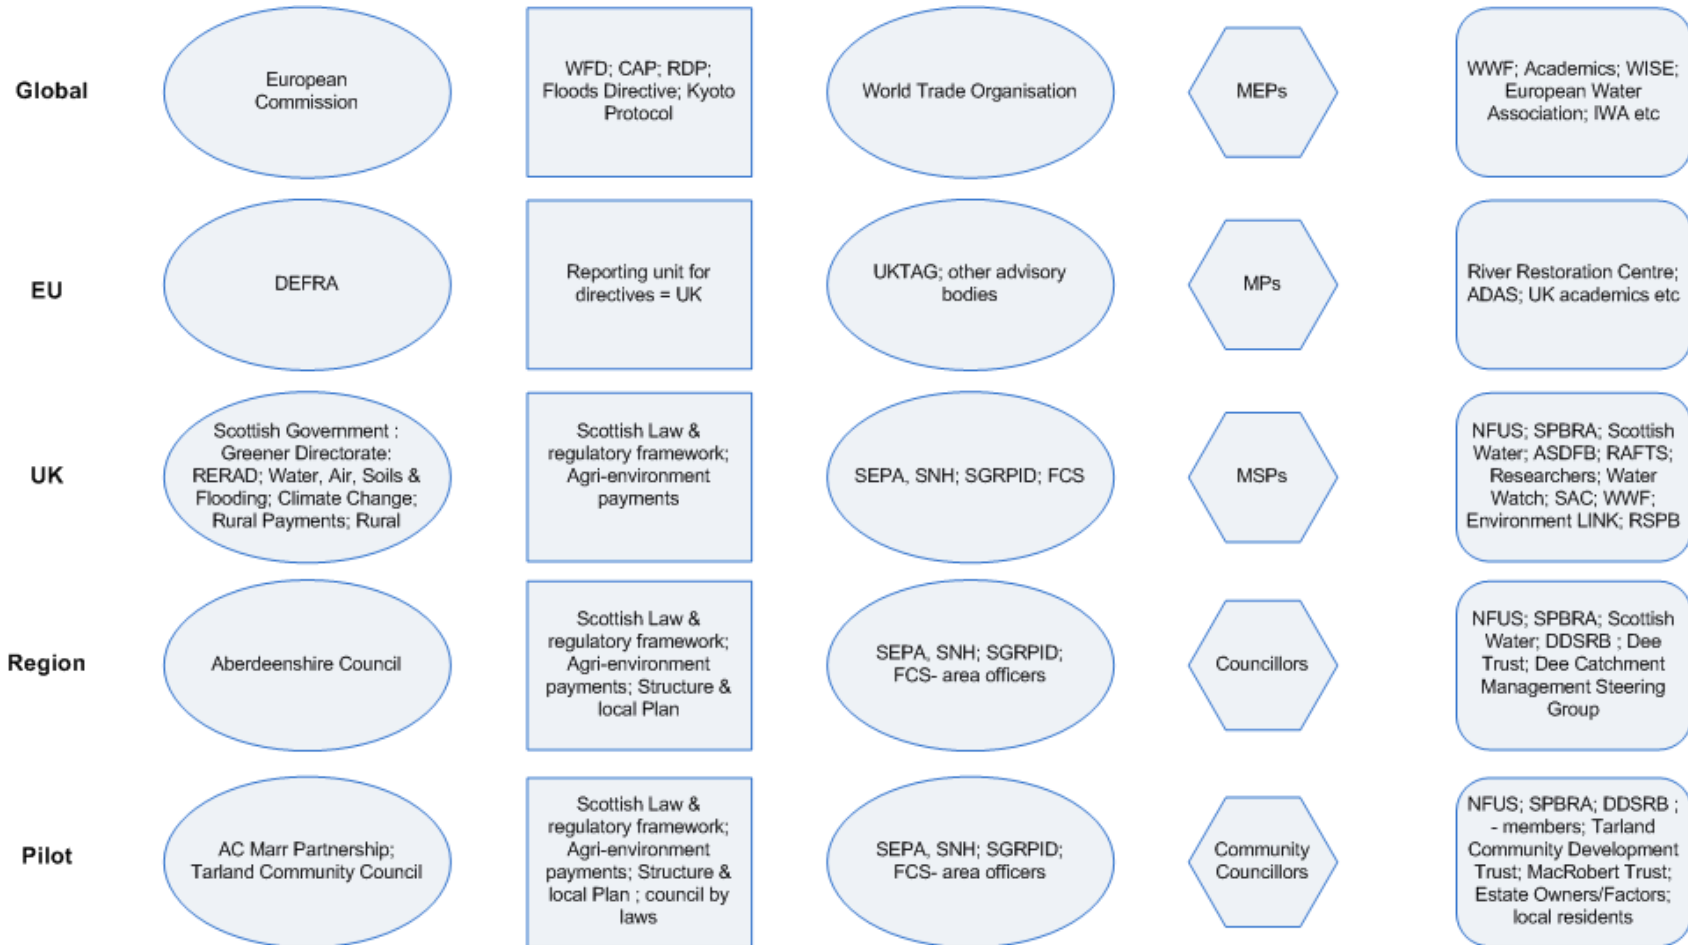 Global
European
Commission
WFD; CAP; RDP;
Floods Directive; Kyoto
Protocol
World Trade Organisation
MEPs
WWF; Academics; WISE;
European Water
Association; IWA etc
EU
DEFRA
Reporting unit for
directives = UK
UKTAG; other advisory
bodies
MPs
River Restoration Centre;
ADAS; UK academics etc
UK
Scottish Government :
Greener Directorate:
RERAD; Water, Air, Soils &
Flooding; Climate Change;
Rural Payments; Rural
Scottish Law &
regulatory framework;
Agri-environment
payments
SEPA, SNH; SGRPID; FCS
MSPs
NFUS; SPBRA; Scottish
Water; ASDFB; RAFTS;
Researchers; Water
Watch; SAC; WWF;
Environment LINK; RSPB
Region
Aberdeenshire Council
Scottish Law &
regulatory framework;
Agri-environment
payments; Structure &
local Plan
SEPA, SNH; SGRPID;
FCS- area officers
Councillors
NFUS; SPBRA; Scottish
Water; DDSRB ; Dee
Trust; Dee Catchment
Management Steering
Group
Pilot
AC Marr Partnership;
Tarland Community Council
Scottish Law &
regulatory framework;
Agri-environment
payments; Structure &
local Plan ; council by
laws
SEPA, SNH; SGRPID;
FCS- area officers
Community
Councillors
NFUS; SPBRA; DDSRB ;
- members; Tarland
Community Development
Trust; MacRobert Trust;
Estate Owners/Factors;
local residents